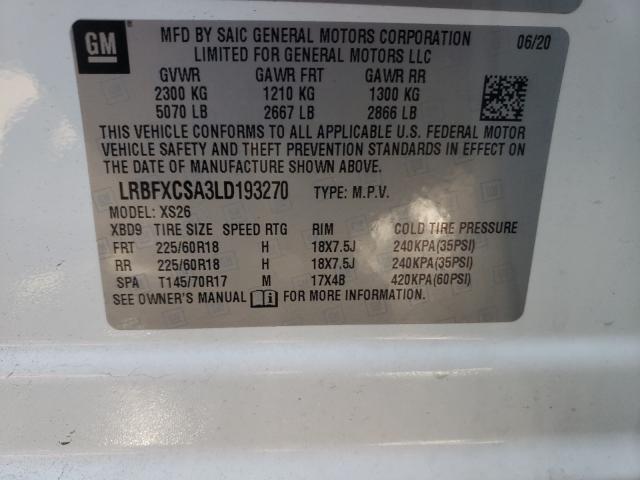 GM
MFD BY SAIC GENERAL MOTORS CORPORATION 06/20
LIMITED FOR GENERAL MOTORS LLC
GVWR GAWR FRT GAWR RR
2300 KG 1210 KG 1300 KG
5070 LB 2667 LB 2866 LB
THIS VEHICLE CONFORMS TO ALL APPLICABLE U.S. FEDERAL MOTOR
VEHICLE SAFETY AND THEFT PREVENTION STANDARDS IN EFFECT ON
THE DATE OF MANUFACTURE SHOWN ABOVE.
LRBFXCSA3LD193270 TYPE: M.P.V.
MODEL: XS26
XBD9 TIRE SIZE SPEED RTG RIM COLD TIRE PRESSURE
FRT 225/60R18 H 18X7.5J 240KPA(35PSI)
RR 225/60R18 H 18X7.5J 240KPA(35PSI)
SPA T145/70R17 M 17X4B 420KPA(60PSI)
SEE OWNER'S MANUAL FOR MORE INFORMATION.